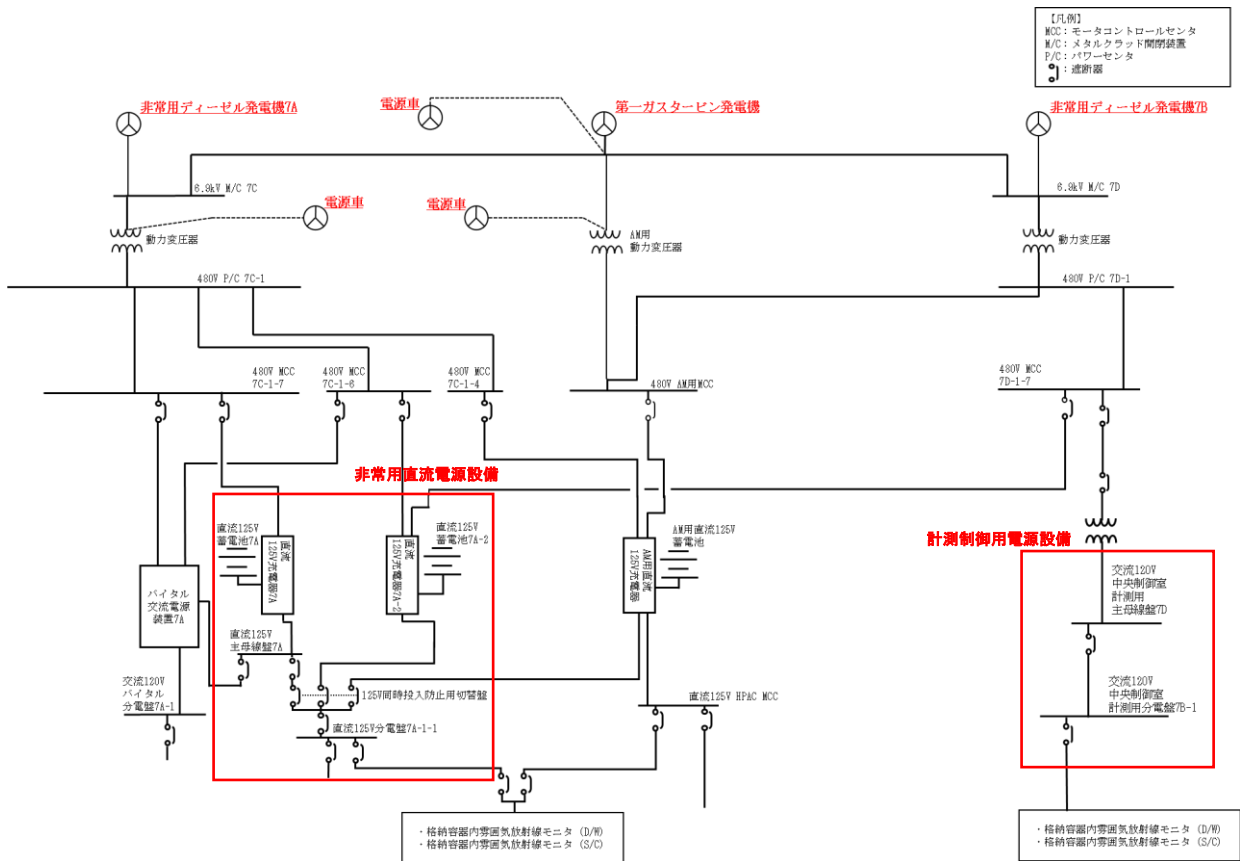 【凡例】
MCC：モータコントロールセンタ
M/C：メタルクラッド開閉装置
P/C：パワーセンタ
：遮断器
非常用ディーゼル発電機7A
電源車
第一ガスタービン発電機
非常用ディーゼル発電機7B
6.9kV M/C 7C
6.9kV M/C 7D
電源車
電源車
動力変圧器
AM用
動力変圧器
動力変圧器
480V P/C 7C-1
480V P/C 7D-1
480V MCC
7C-1-7
480V MCC
7C-1-6
480V MCC
7C-1-4
480V AM用MCC
480V MCC
7D-1-7
非常用直流電源設備
直流125V
蓄電池7A
直流
125V充電器7A
直流
125V充電器7A-2
直流125V
蓄電池7A-2
AM用直流
125V充電器
AM用直流125V
蓄電池
計測制御用電源設備
バイタル
交流電源
装置7A
交流120V
中央制御室
計測用
主母線盤7D
直流125V
主母線盤7A
交流120V
バイタル
分電盤7A-1
125V同時投入防止用切替盤
直流125V分電盤7A-1-1
直流125V HPAC MCC
交流120V
中央制御室
計測用分電盤7B-1
・格納容器内雰囲気放射線モニタ (D/W)
・格納容器内雰囲気放射線モニタ (S/C)
・格納容器内雰囲気放射線モニタ (D/W)
・格納容器内雰囲気放射線モニタ (S/C)